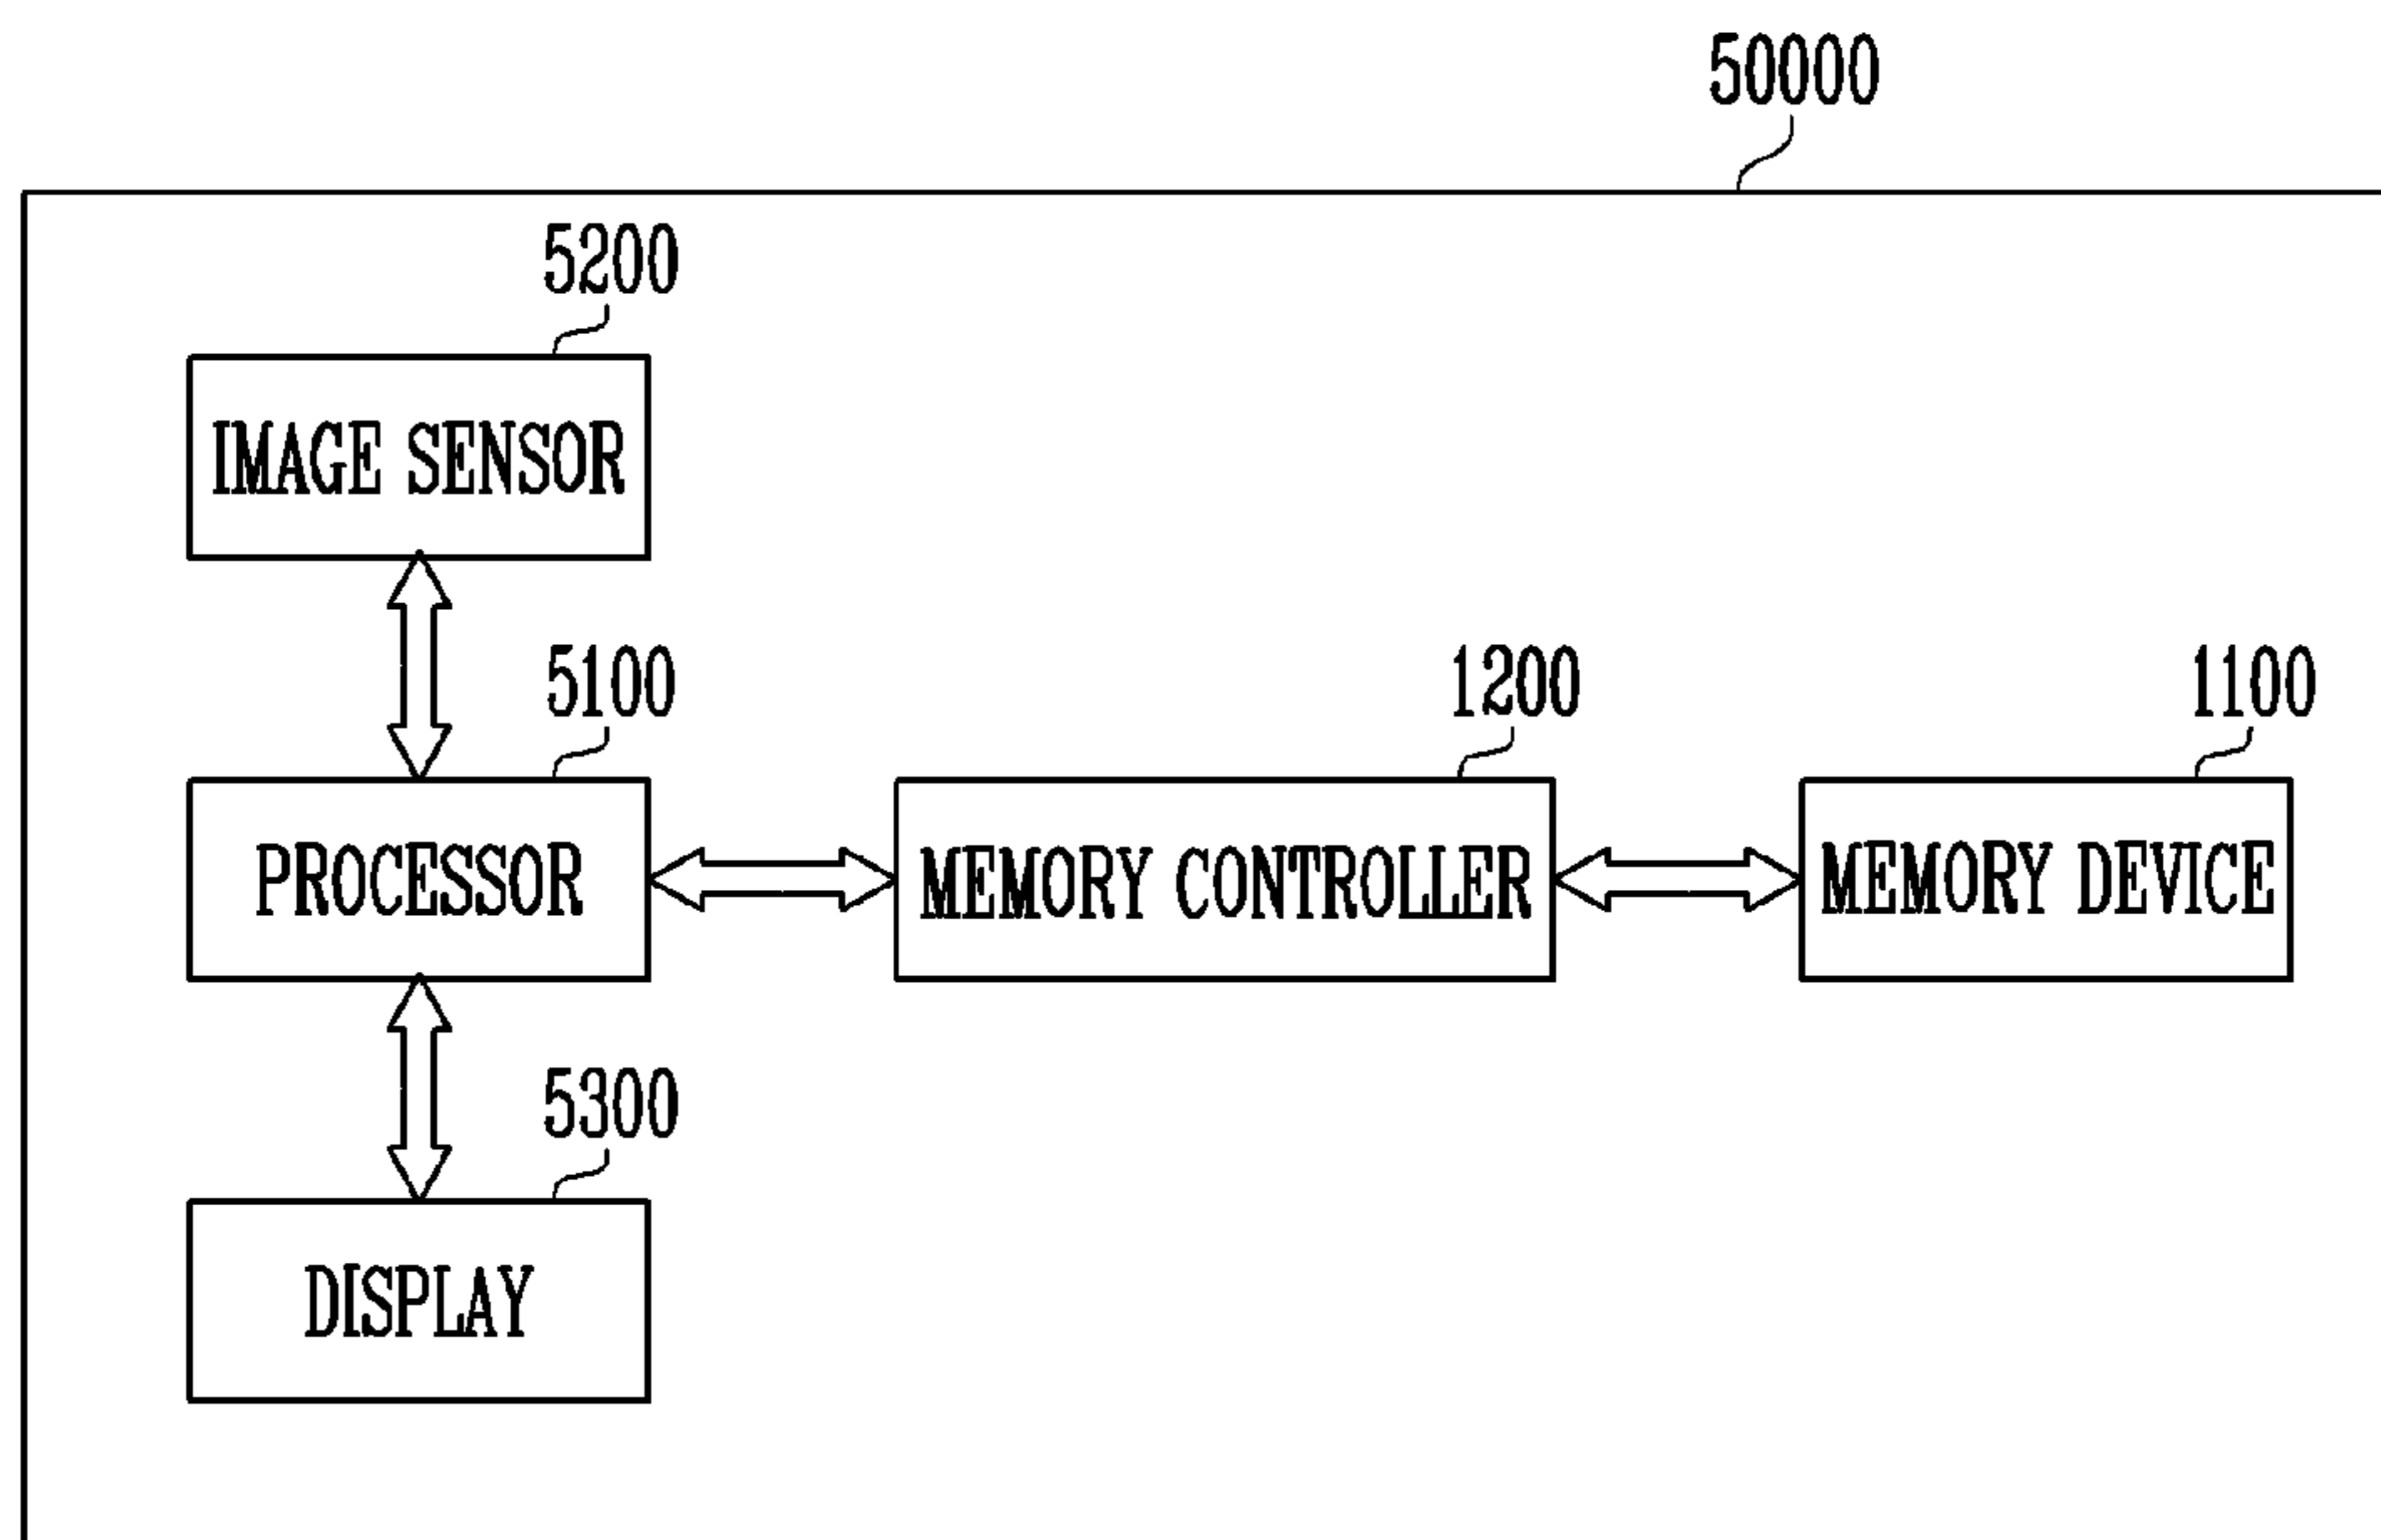 50000
5200
IMAGE SENSOR
5100
1200
1100
PROCESSOR
MEMORY CONTROLLER
MEMORY DEVICE
5300
DISPLAY